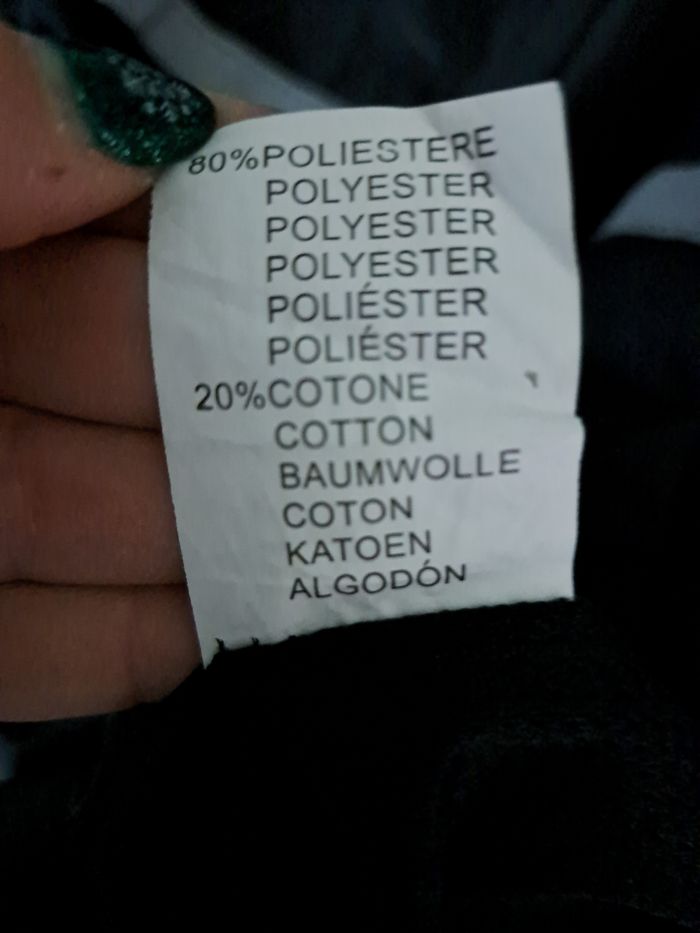 80%POLIESTERE
POLYESTER
POLYESTER
POLYESTER
POLIÉSTER
POLIÉSTER
20%COTONE
COTTON
BAUMWOLLE
COTON
KATOEN
ALGODÓN